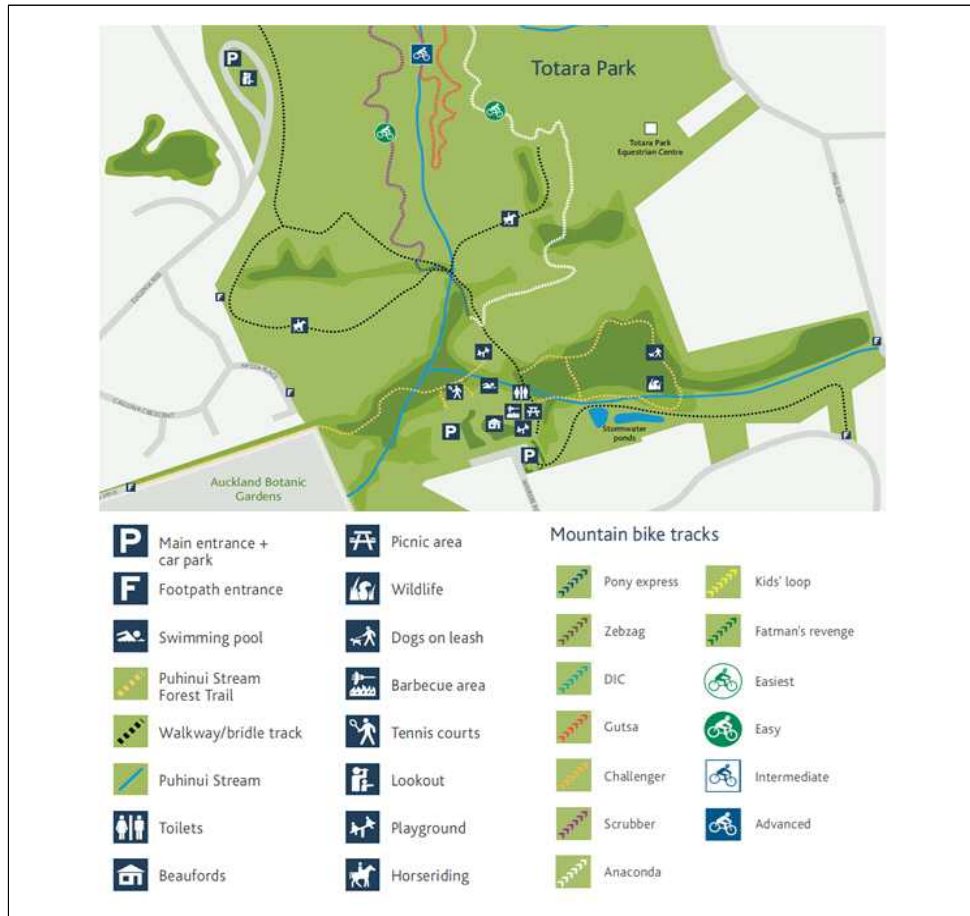 P
Totara Park
Totara Park
Equestrian Centre
F
F
F
P
P
Stormwater
ponds
F
F
Auckland Botanic
Gardens
P
Main entrance +
car park
F
Footpath entrance
Swimming pool
Puhinui Stream
Forest Trail
Walkway/bridle track
Puhinui Stream
Toilets
Beaufords
Picnic area
Wildlife
Dogs on leash
Barbecue area
Tennis courts
Lookout
Playground
Horseriding
Mountain bike tracks
Pony express
Zebzag
DIC
Gutsa
Challenger
Scrubber
Anaconda
Kids' loop
Fatman's revenge
Easiest
Easy
Intermediate
Advanced